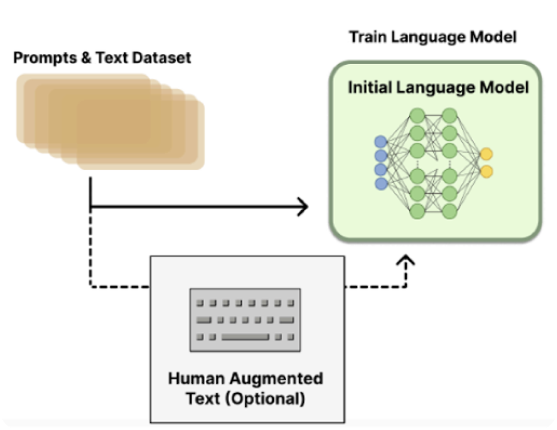 Prompts & Text Dataset
Train Language Model
Initial Language Model
Human Augmented
Text (Optional)